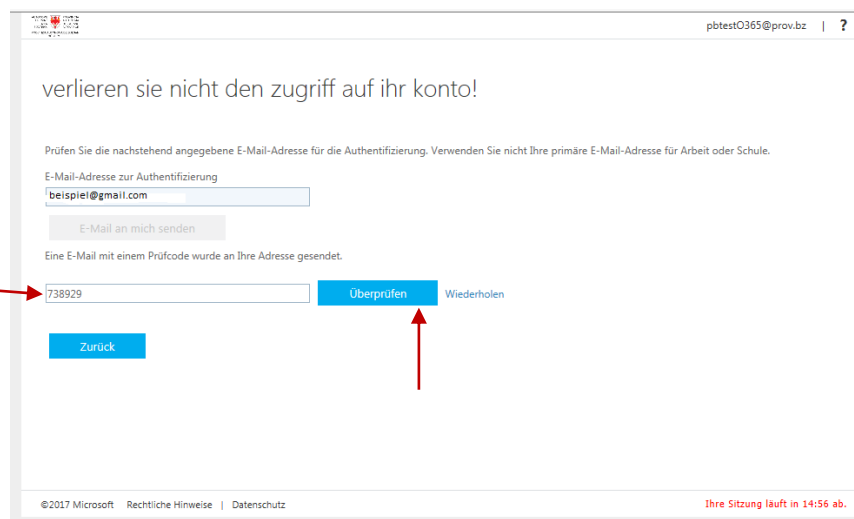 pbtestO365@prov.bz | ?
verlieren sie nicht den zugriff auf ihr konto!
Prüfen Sie die nachstehend angegebene E-Mail-Adresse für die Authentifizierung. Verwenden Sie nicht Ihre primäre E-Mail-Adresse für Arbeit oder Schule.
E-Mail-Adresse zur Authentifizierung
beispiel@gmail.com
E-Mail an mich senden
Eine E-Mail mit einem Prüfcode wurde an Ihre Adresse gesendet.
738929 Überprüfen Wiederholen
Zurück
©2017 Microsoft Rechtliche Hinweise | Datenschutz Ihre Sitzung läuft in 14:56 ab.